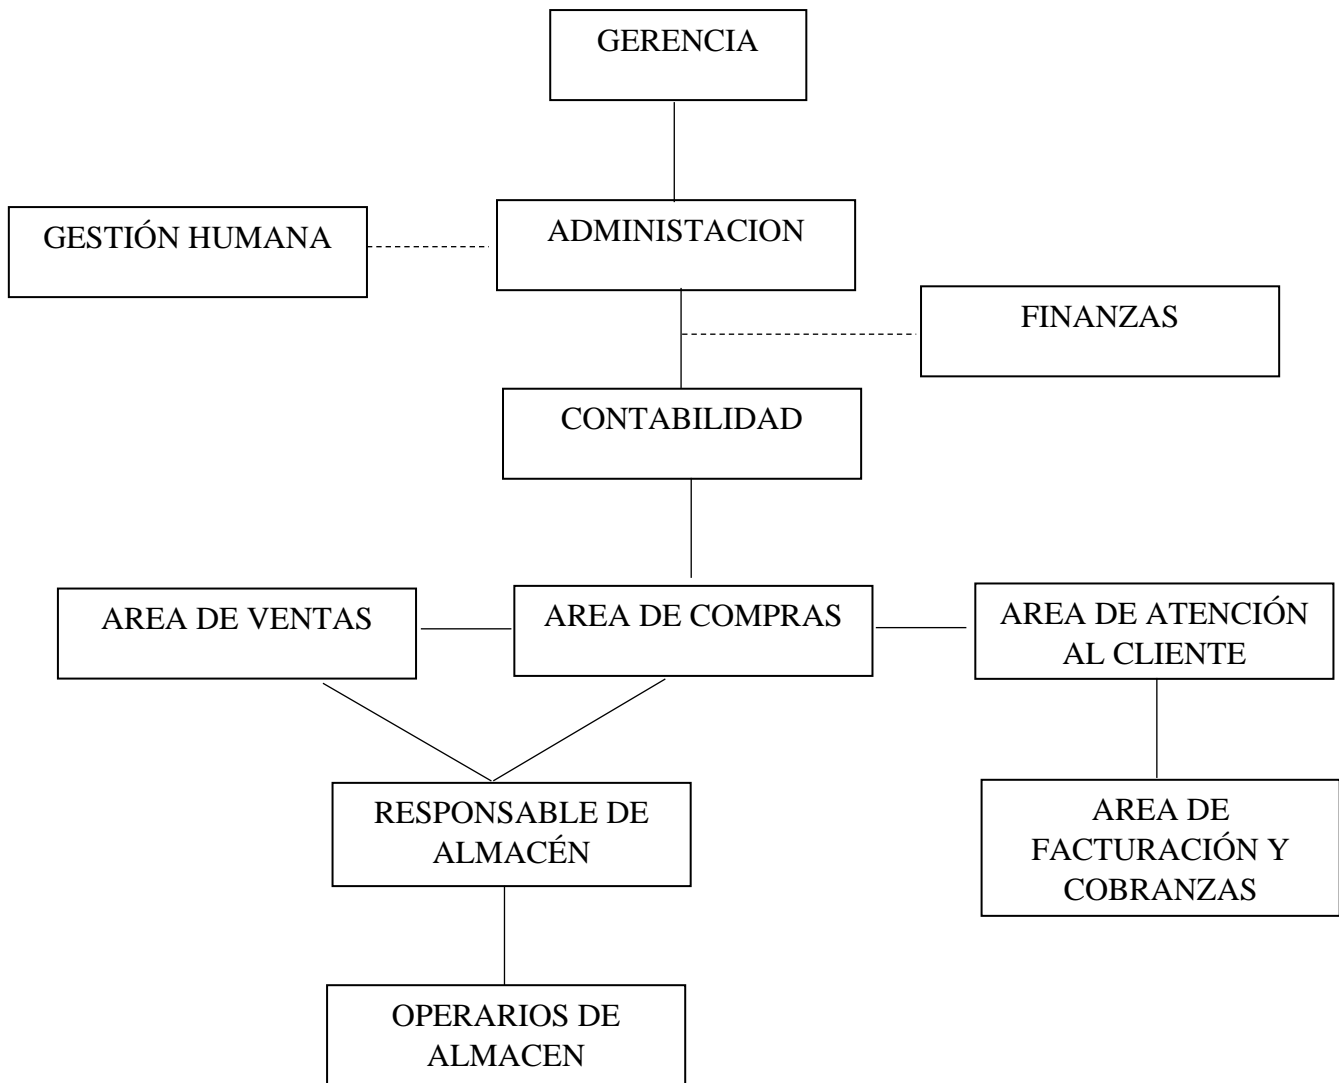 GERENCIA
GESTIÓN HUMANA
ADMINISTACION
FINANZAS
CONTABILIDAD
AREA DE VENTAS
AREA DE COMPRAS
AREA DE ATENCIÓN
AL CLIENTE
RESPONSABLE DE
ALMACÉN
AREA DE
FACTURACIÓN Y
COBRANZAS
OPERARIOS DE
ALMACEN